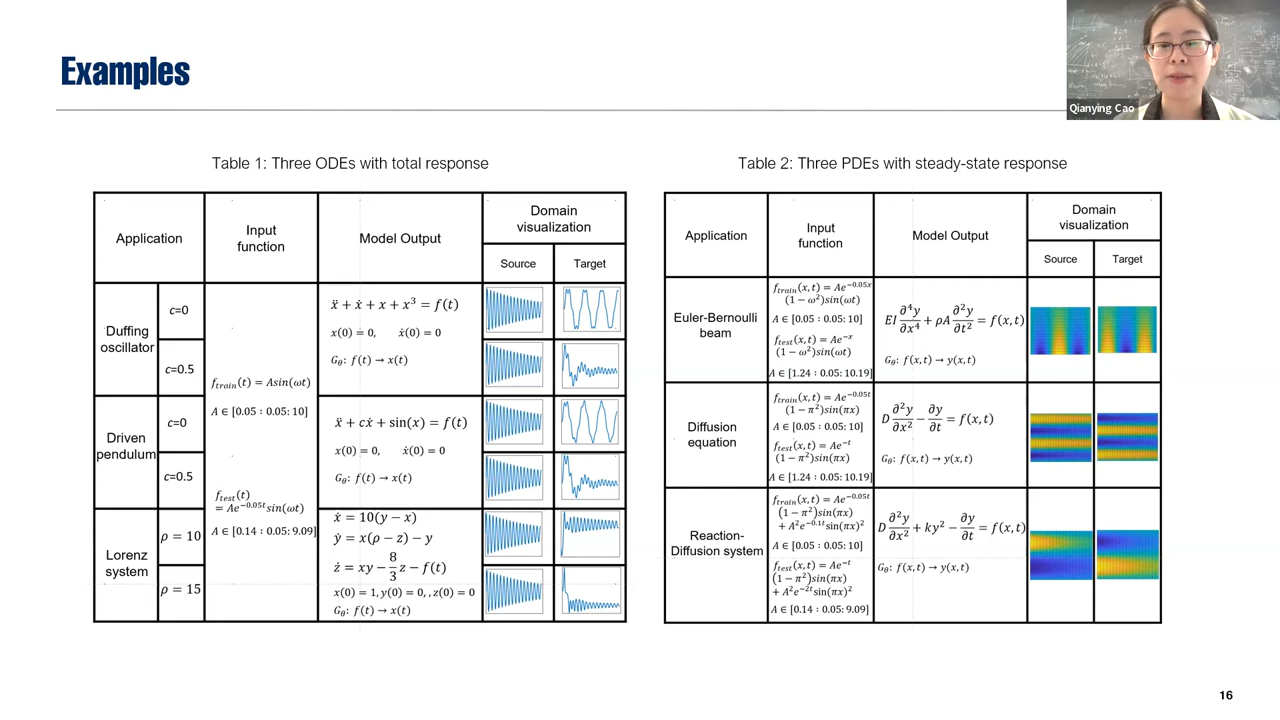 Examples
Qianying Cao
Table 1: Three ODEs with total response
Application
Input
function
Model Output
Domain
visualization
Source
Target
Duffing
oscillator
c=0
c=0.5
ẍ + ẋ + x + x³ = f(t)
x(0) = 0, ẋ(0) = 0
G_θ: f(t) → x(t)
f_train(t) = Asin(ωt)
A ∈ [0.05 : 0.05: 10]
Driven
pendulum
c=0
c=0.5
ẍ + cẋ + sin(x) = f(t)
x(0) = 0, ẋ(0) = 0
G_θ: f(t) → x(t)
f_test(t)
= Ae^{-0.05t}sin(ωt)
A ∈ [0.14 : 0.05: 9.09]
Lorenz
system
ρ = 10
ρ = 15
ẋ = 10(y − x)
ẏ = x(ρ − z) − y
ż = xy − 8/3 z − f(t)
x(0) = 1, y(0) = 0, , z(0) = 0
G_θ: f(t) → x(t)
Table 2: Three PDEs with steady-state response
Application
Input
function
Model Output
Domain
visualization
Source
Target
Euler-Bernoulli
beam
f_train(x, t) = Ae^{-0.05x}
(1 − ω²)sin(ωt)
A ∈ [0.05 : 0.05: 10]
f_test(x, t) = Ae^{-x}
(1 − ω²)sin(ωt)
A ∈ [1.24 : 0.05: 10.19]
EI ∂⁴y/∂x⁴ + ρA ∂²y/∂t² = f(x, t)
G_θ: f(x, t) → y(x, t)
Diffusion
equation
f_train(x, t) = Ae^{-0.05t}
(1 − π²)sin(πx)
A ∈ [0.05 : 0.05: 10]
f_test(x, t) = Ae^{-t}
(1 − π²)sin(πx)
A ∈ [1.24 : 0.05: 10.19]
D ∂²y/∂x² − ∂y/∂t = f(x, t)
G_θ: f(x, t) → y(x, t)
Reaction-
Diffusion system
f_train(x, t) = Ae^{-0.05t}
(1 − π²)sin(πx)
+ A²e^{-0.1t}sin(πx)²
A ∈ [0.05 : 0.05: 10]
f_test(x, t) = Ae^{-t}
(1 − π²)sin(πx)
+ A²e^{-2t}sin(πx)²
A ∈ [0.14 : 0.05: 9.09]
D ∂²y/∂x² + ky² − ∂y/∂t = f(x, t)
G_θ: f(x, t) → y(x, t)
16